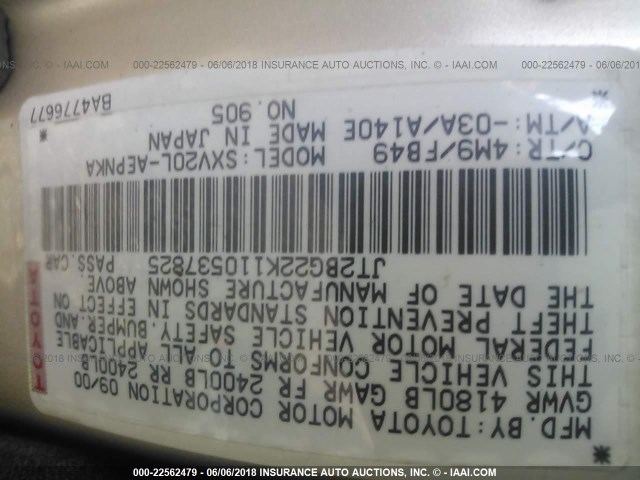 000-22562479 - 06/06/2018 INSURANCE AUTO AUCTIONS, INC. - © IAAI.COM
MFD.BY:TOYOTA MOTOR CORPORATION 09/00
GVWR 4180LB GAWR FR 2400LB RR 2400LB
THIS VEHICLE CONFORMS TO ALL APPLICABLE
FEDERAL MOTOR VEHICLE SAFETY,BUMPER,AND
THEFT PREVENTION STANDARDS IN EFFECT ON
THE DATE OF MANUFACTURE SHOWN ABOVE.
JT2BG22K110537825 PASS.CAR
C/TR:4M9/FB49 MODEL:SXV20L-AEPNKA
A/TM:-03A/A140E MADE IN JAPAN
NO.905
BA4776677
TOYOTA
000-22562479 - 06/06/2018 INSURANCE AUTO AUCTIONS, INC. - © IAAI.COM